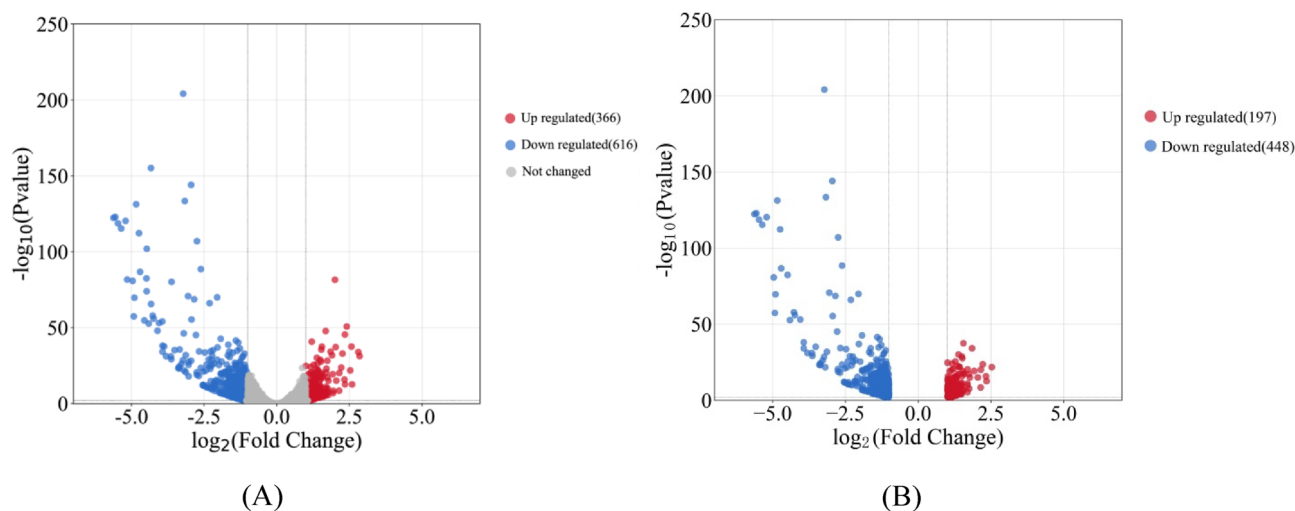 250
200
150
100
50
0
-log₁₀(Pvalue)
-5.0
-2.5
0.0
2.5
5.0
log₂(Fold Change)
Up regulated(366)
Down regulated(616)
Not changed
(A)
250
200
150
100
50
0
-log₁₀(Pvalue)
−5.0
−2.5
0.0
2.5
5.0
log₂(Fold Change)
Up regulated(197)
Down regulated(448)
(B)